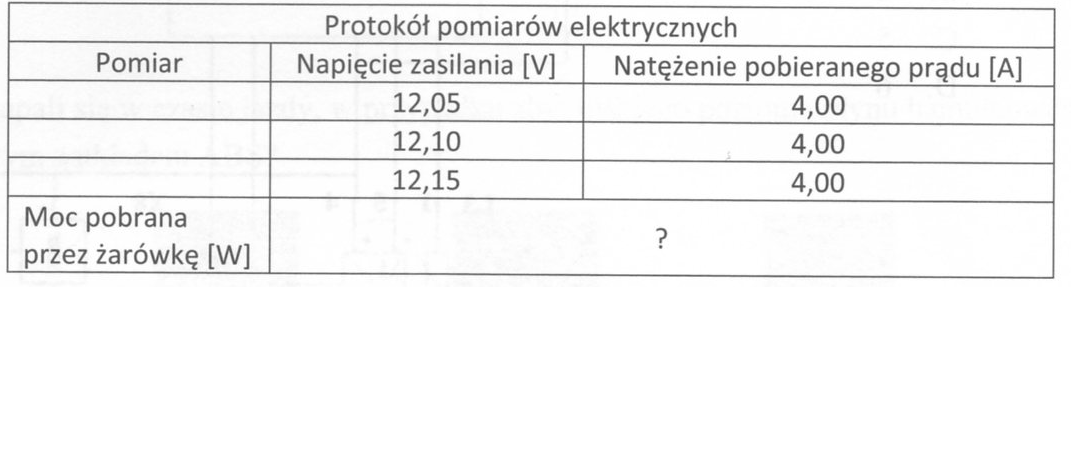 Protokół pomiarów elektrycznych
Pomiar Napięcie zasilania [V] Natężenie pobieranego prądu [A]
12,05 4,00
12,10 4,00
12,15 4,00
Moc pobrana
przez żarówkę [W]
?